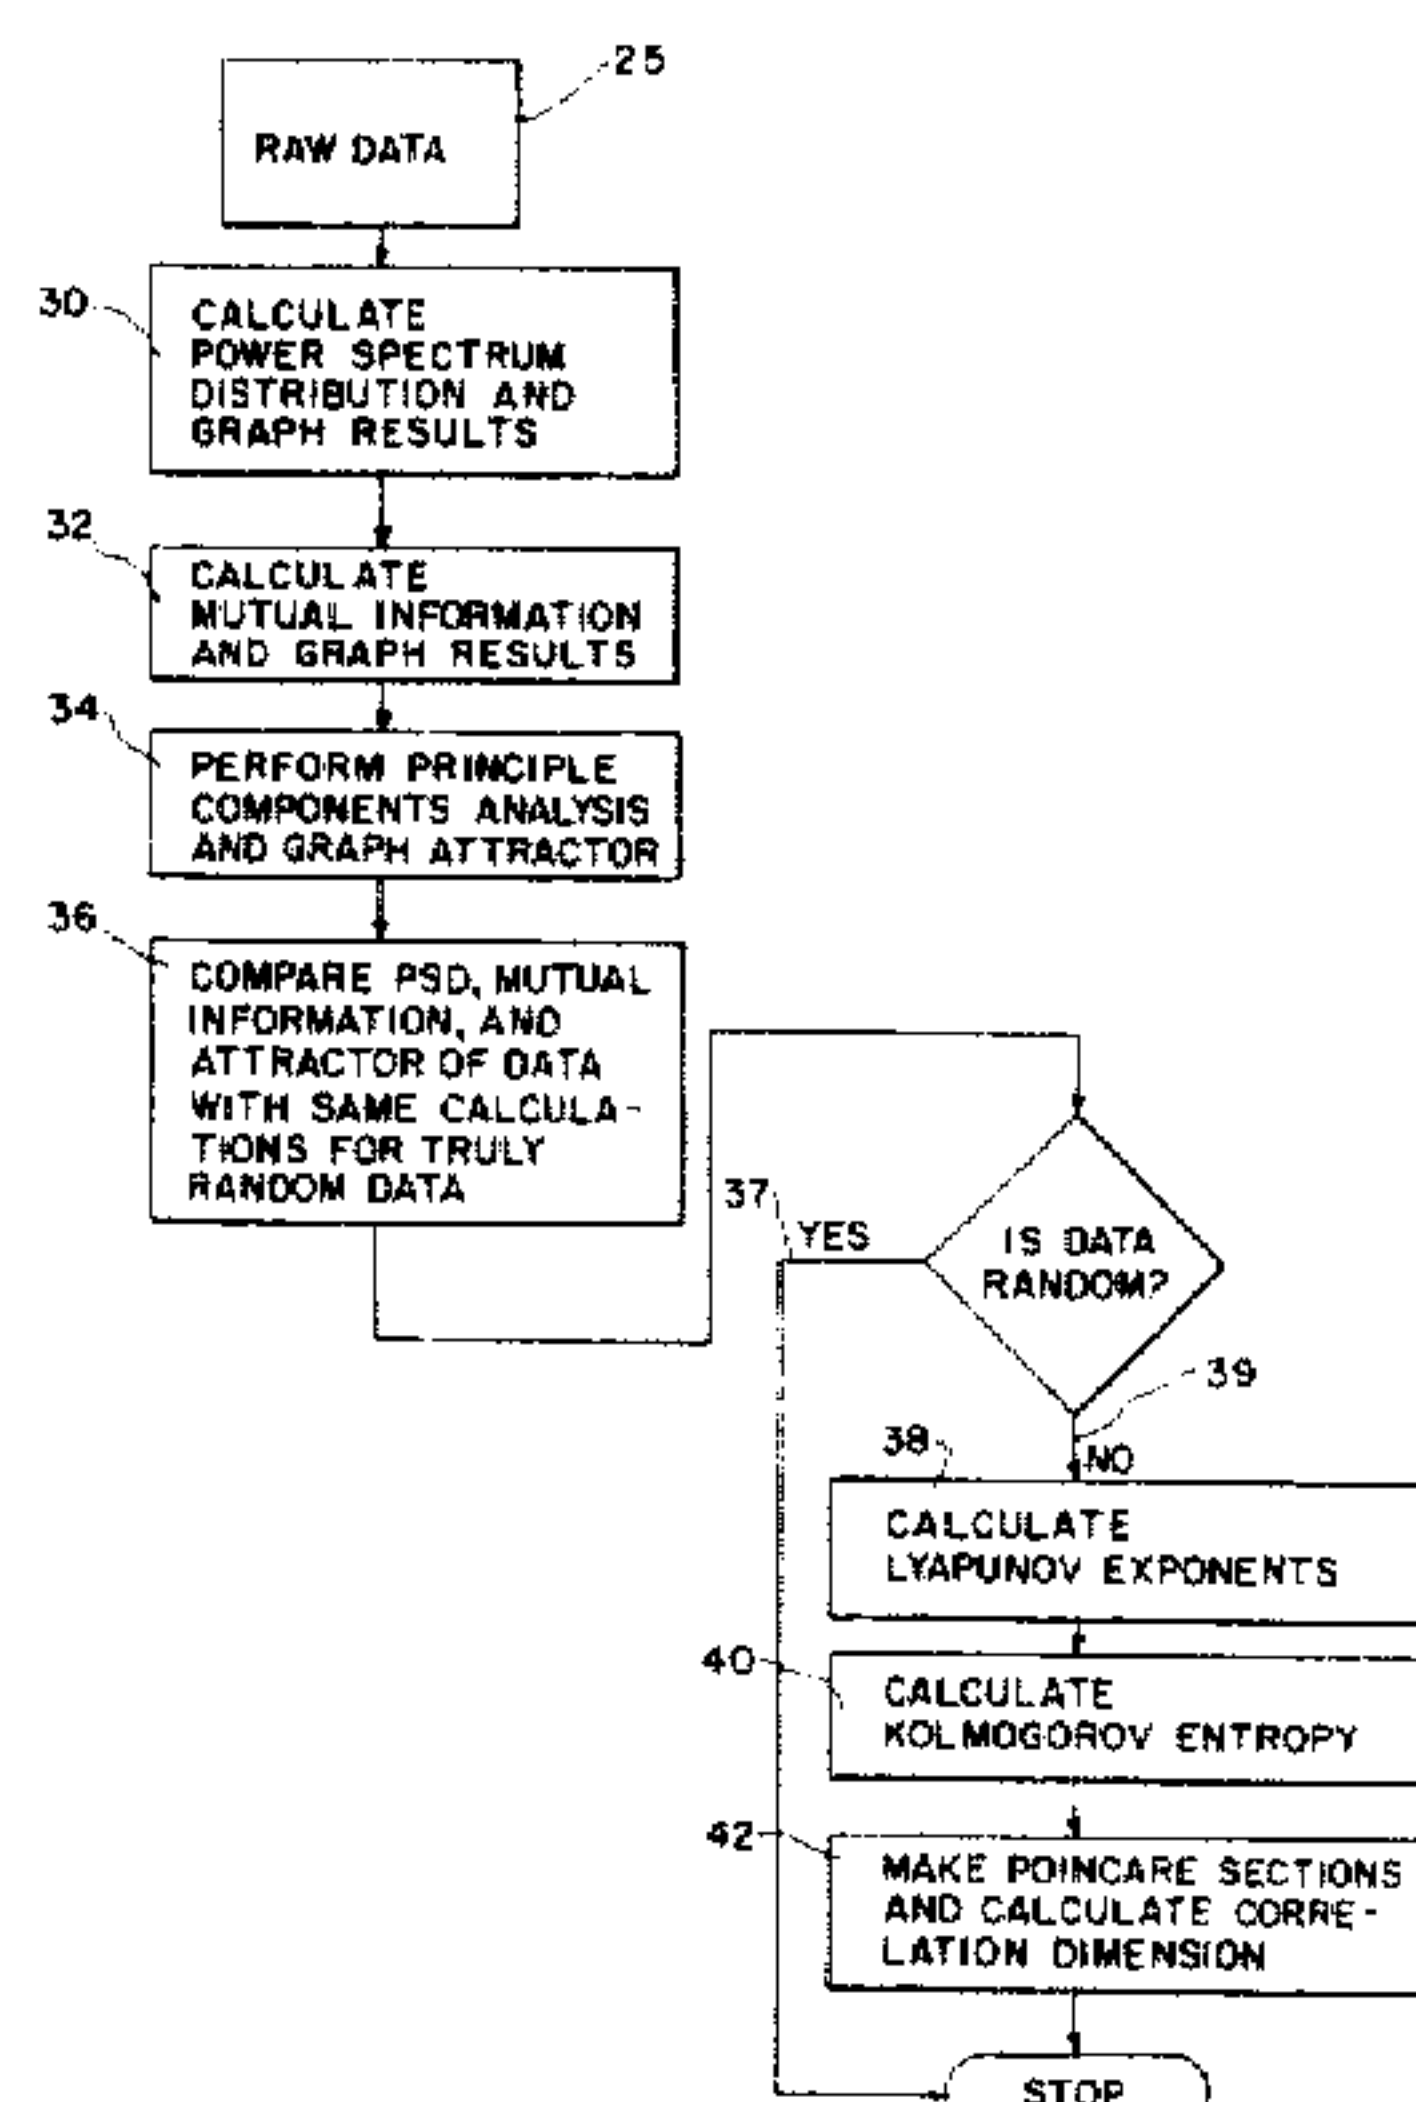 25
RAW DATA
30
CALCULATE
POWER SPECTRUM
DISTRIBUTION AND
GRAPH RESULTS
32
CALCULATE
MUTUAL INFORMATION
AND GRAPH RESULTS
34
PERFORM PRINCIPLE
COMPONENTS ANALYSIS
AND GRAPH ATTRACTOR
36
COMPARE PSD, MUTUAL
INFORMATION, AND
ATTRACTOR OF DATA
WITH SAME CALCULA-
TIONS FOR TRULY
RANDOM DATA
37
YES
IS DATA
RANDOM?
39
NO
38
CALCULATE
LYAPUNOV EXPONENTS
40
CALCULATE
KOLMOGOROV ENTROPY
42
MAKE POINCARE SECTIONS
AND CALCULATE CORRE-
LATION DIMENSION
STOP